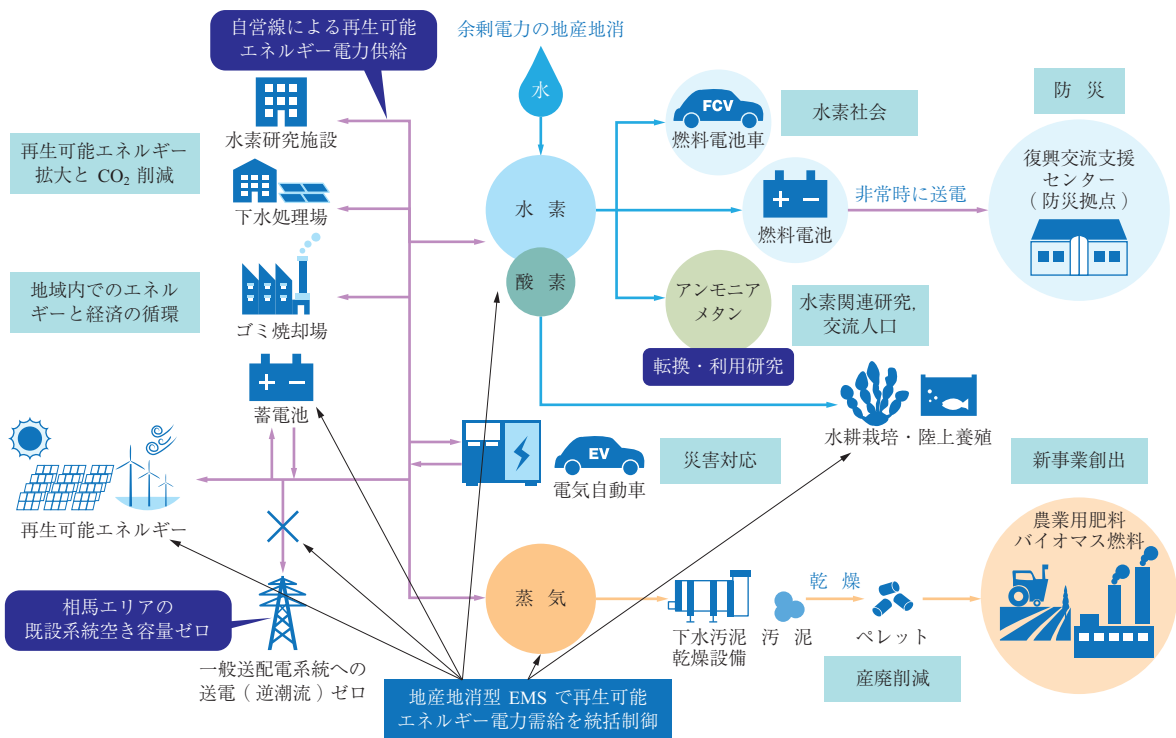 自営線による再生可能
エネルギー電力供給
余剰電力の地産地消
水
防 災
FCV
燃料電池車
水素社会
水素研究施設
再生可能エネルギー
拡大と CO₂ 削減
復興交流支援
センター
(防災拠点)
下水処理場
水 素
燃料電池
非常時に送電
酸 素
地域内でのエネル
ギーと経済の循環
ゴミ焼却場
アンモニア
メタン
水素関連研究,
交流人口
転換・利用研究
蓄電池
水耕栽培・陸上養殖
EV
電気自動車
災害対応
新事業創出
再生可能エネルギー
農業用肥料
バイオマス燃料
相馬エリアの
既設系統空き容量ゼロ
蒸 気
乾 燥
下水汚泥
乾燥設備
汚 泥
ペレット
一般送配電系統への
送電(逆潮流)ゼロ
産廃削減
地産地消型 EMS で再生可能
エネルギー電力需給を統括制御